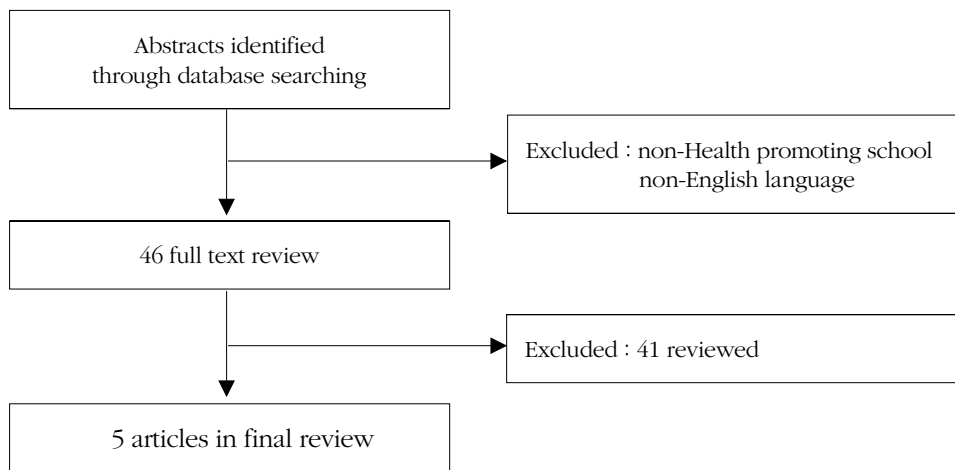 Abstracts identified
through database searching
Excluded : non-Health promoting school
non-English language
46 full text review
Excluded : 41 reviewed
5 articles in final review